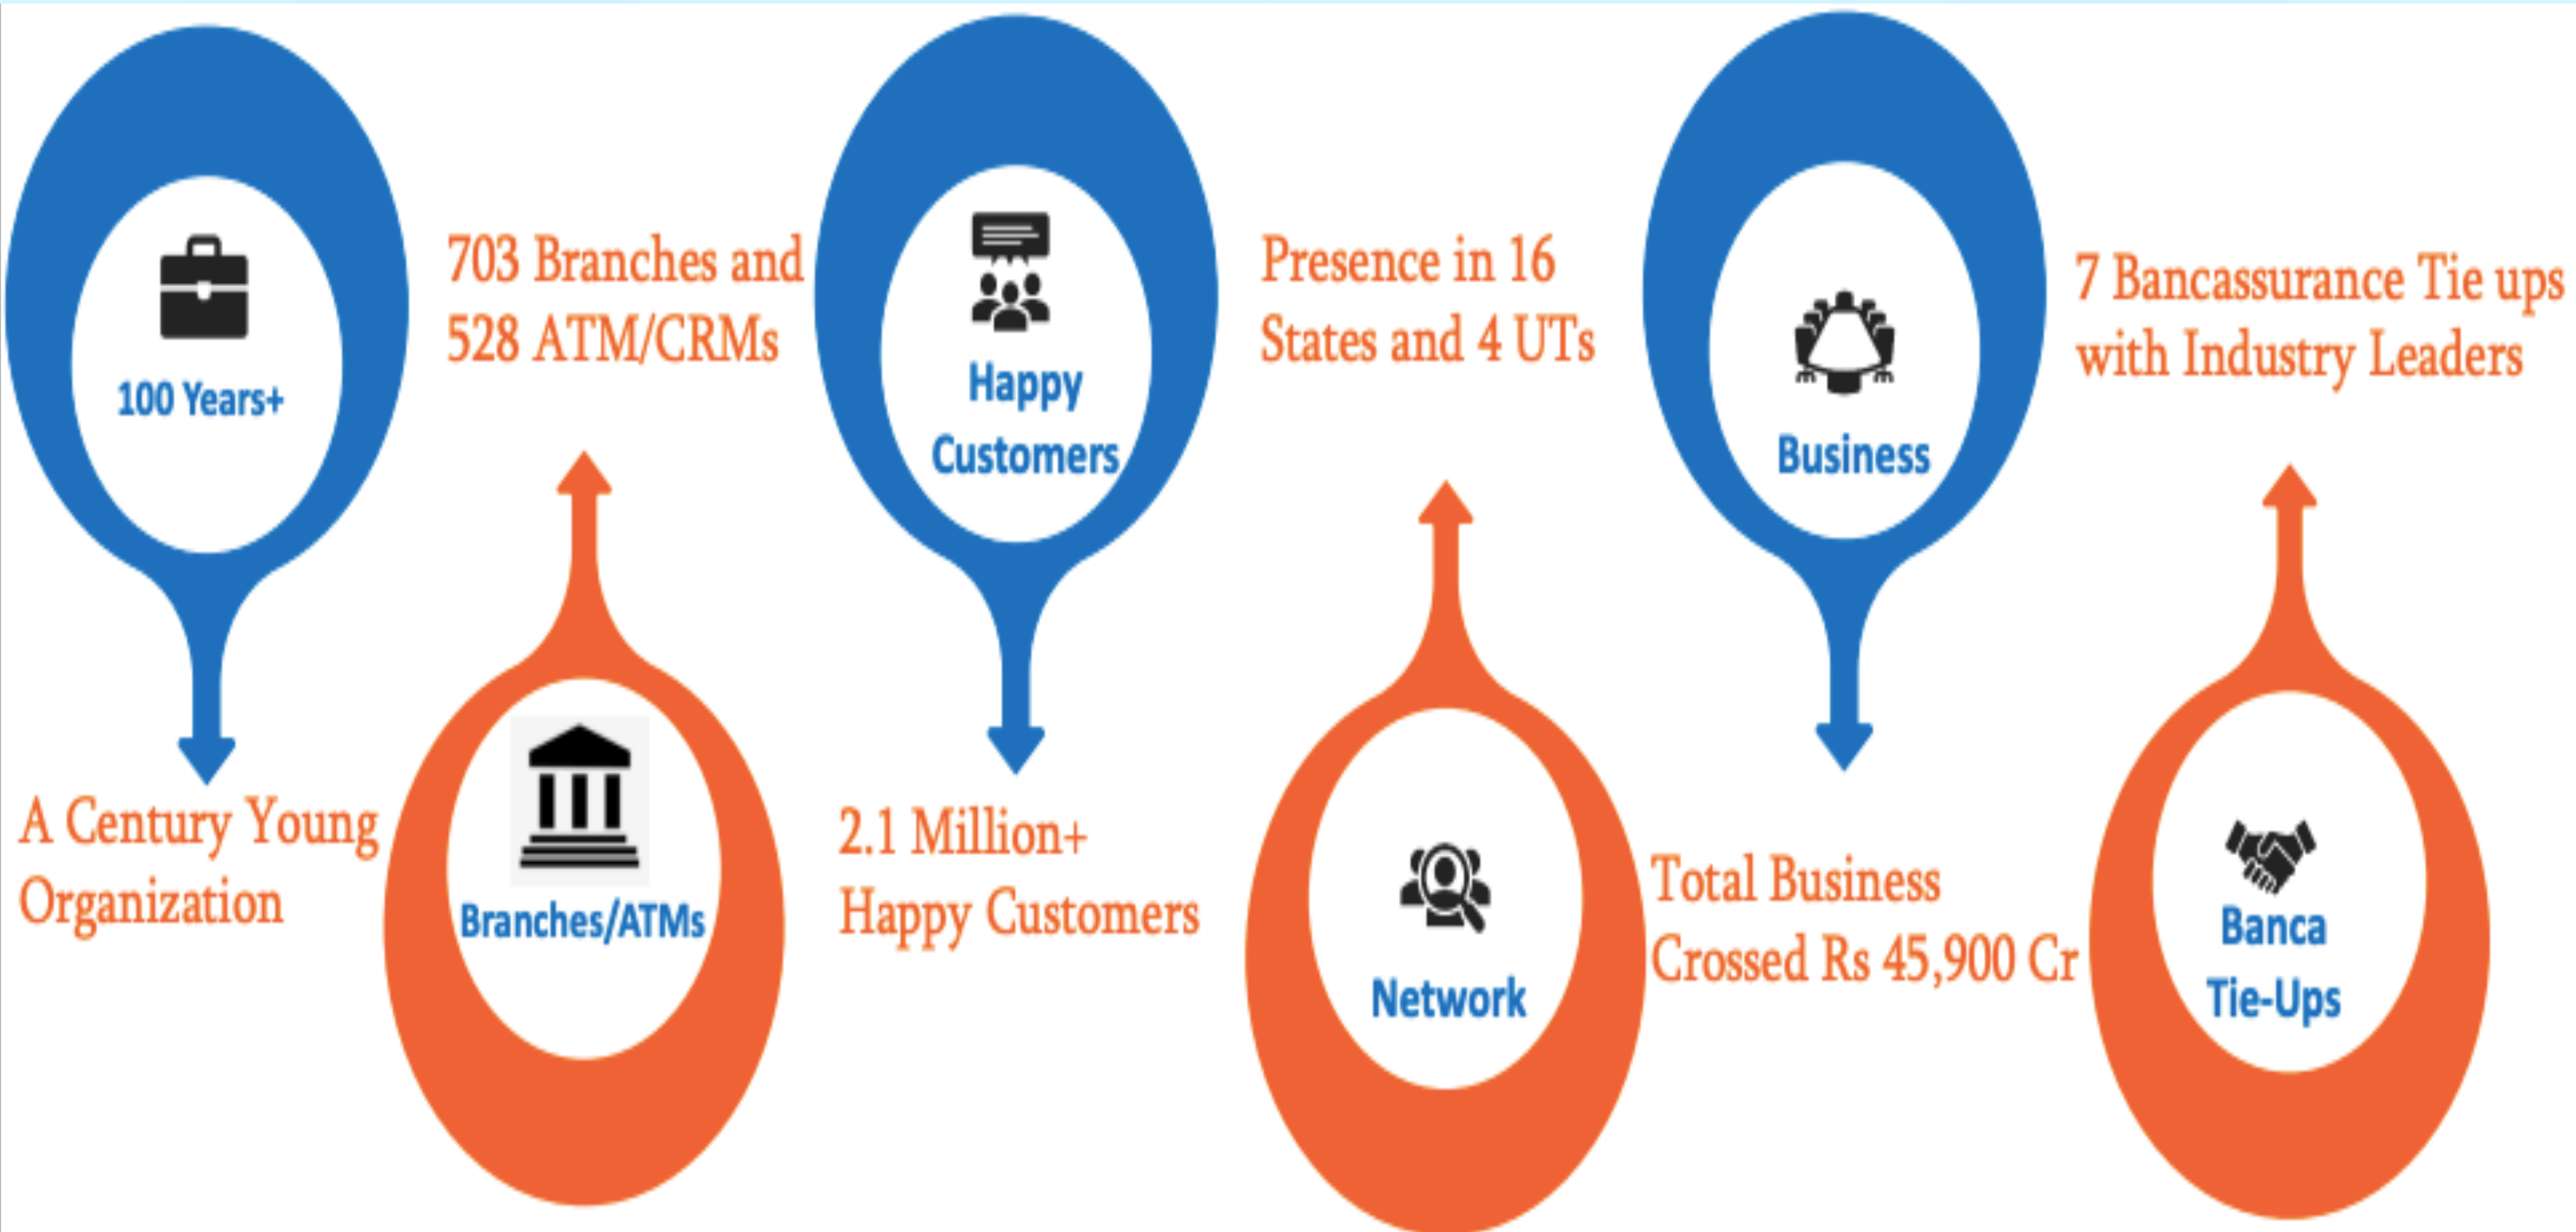 100 Years+
A Century Young
Organization
703 Branches and
528 ATM/CRMs
Branches/ATMs
Happy
Customers
2.1 Million+
Happy Customers
Presence in 16
States and 4 UTs
Network
Business
Total Business
Crossed Rs 45,900 Cr
7 Bancassurance Tie ups
with Industry Leaders
Banca
Tie-Ups